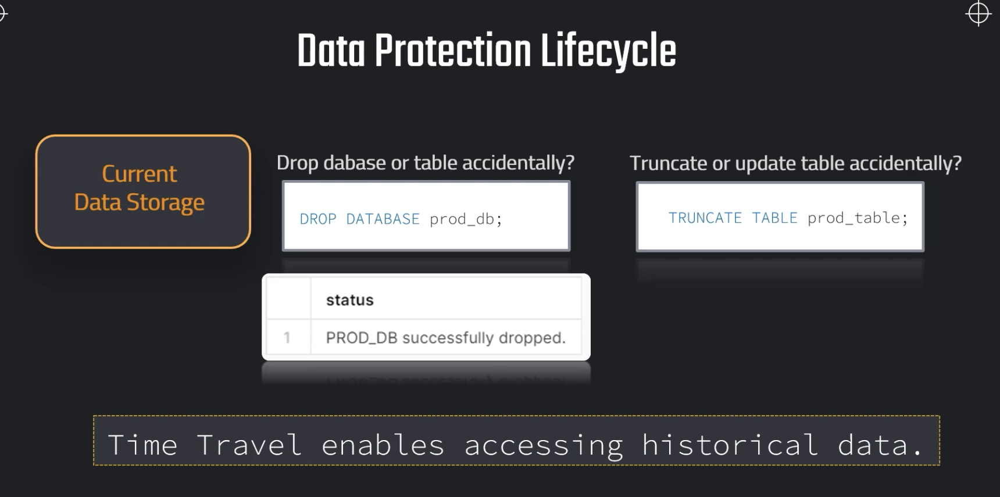 Data Protection Lifecycle
Current
Data Storage
Drop dabase or table accidentally?
DROP DATABASE prod_db;
status
1 PROD_DB successfully dropped.
Truncate or update table accidentally?
TRUNCATE TABLE prod_table;
Time Travel enables accessing historical data.